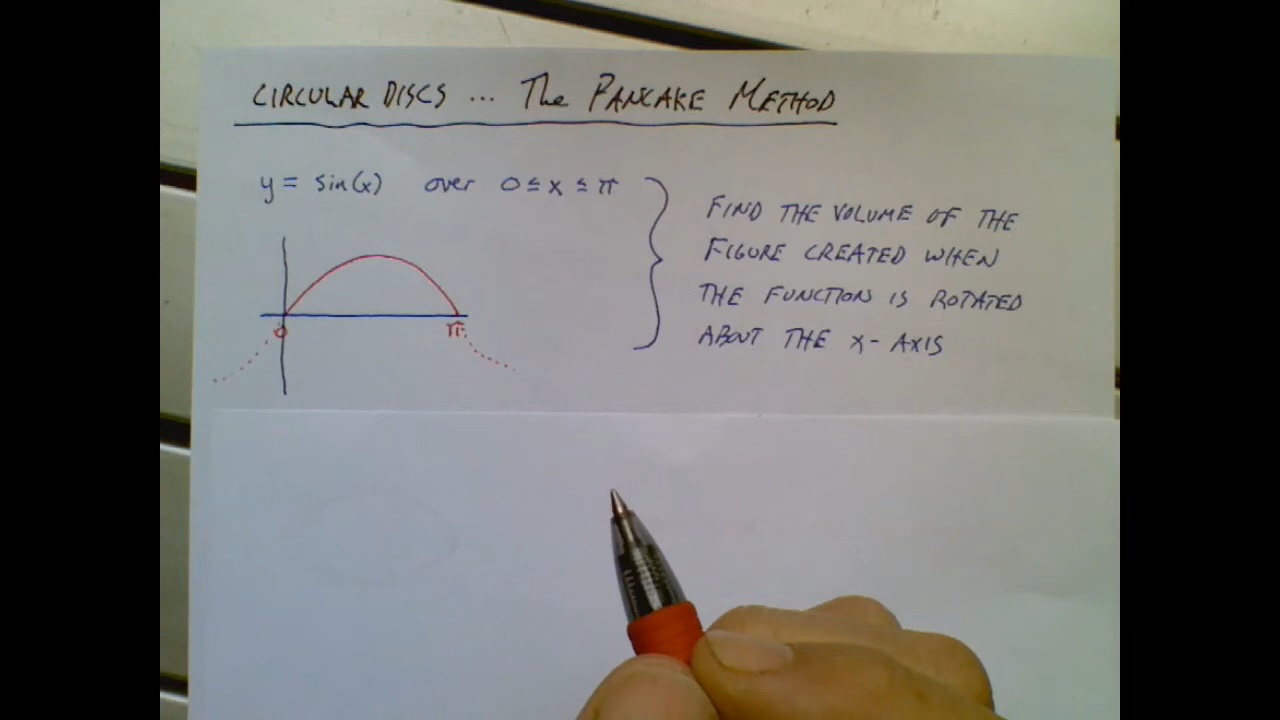 CIRCULAR DISCS ... The PANCAKE METHOD
y = sin(x) over 0 ≤ x ≤ π
FIND THE VOLUME OF THE
FIGURE CREATED WHEN
THE FUNCTION IS ROTATED
ABOUT THE X-AXIS
0 π